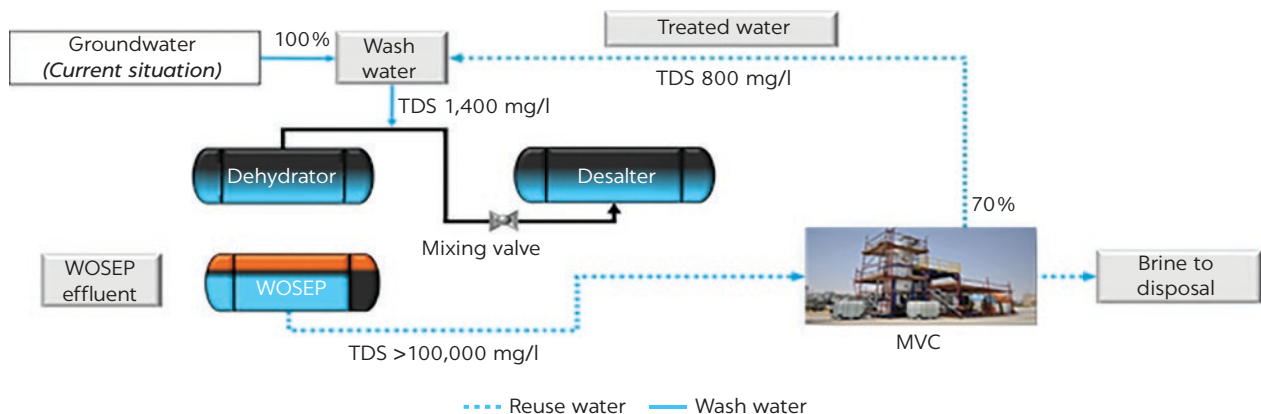 Groundwater
(Current situation)
100%
Wash
water
Treated water
TDS 800 mg/l
TDS 1,400 mg/l
Dehydrator
Desalter
Mixing valve
70%
WOSEP
effluent
WOSEP
TDS >100,000 mg/l
MVC
Brine to
disposal
Reuse water
Wash water